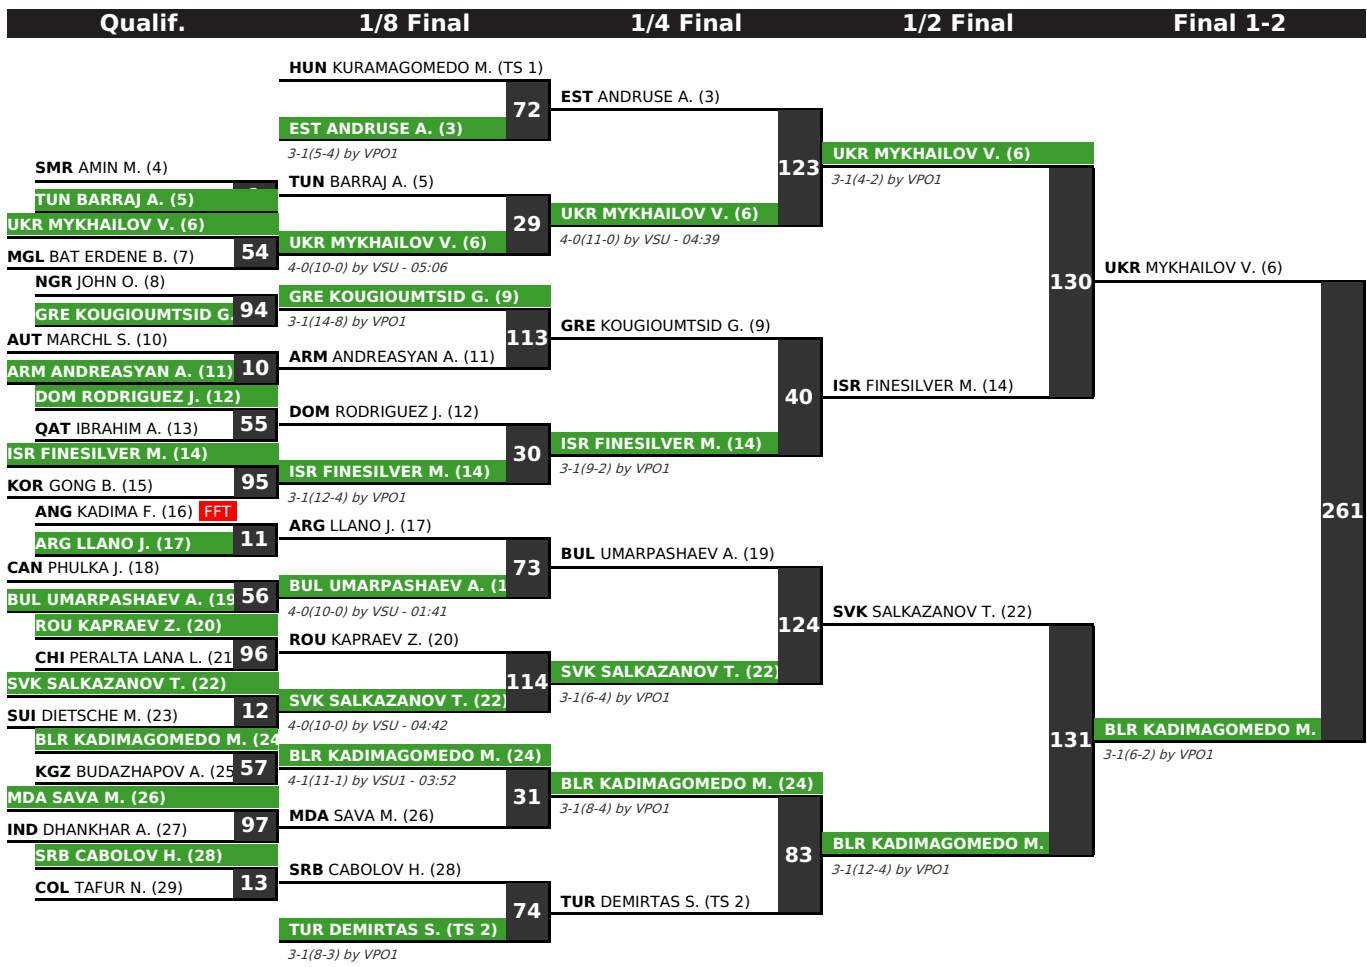 Qualif.
1/8 Final
1/4 Final
1/2 Final
Final 1-2
SMR AMIN M. (4)
TUN BARRAJ A. (5)
UKR MYKHAILOV V. (6)
54
MGL BAT ERDENE B. (7)
NGR JOHN O. (8)
94
GRE KOUGIOUMTSID G.
AUT MARCHL S. (10)
10
ARM ANDREASYAN A. (11)
DOM RODRIGUEZ J. (12)
55
QAT IBRAHIM A. (13)
ISR FINESILVER M. (14)
95
KOR GONG B. (15)
ANG KADIMA F. (16) FFT
11
ARG LLANO J. (17)
CAN PHULKA J. (18)
56
BUL UMARPASHAEV A. (19
ROU KAPRAEV Z. (20)
96
CHI PERALTA LANA L. (21
SVK SALKAZANOV T. (22)
12
SUI DIETSCHE M. (23)
BLR KADIMAGOMEDO M. (24
57
KGZ BUDAZHAPOV A. (25
MDA SAVA M. (26)
97
IND DHANKHAR A. (27)
SRB CABOLOV H. (28)
13
COL TAFUR N. (29)
HUN KURAMAGOMEDO M. (TS 1)
72
EST ANDRUSE A. (3)
3-1(5-4) by VPO1
TUN BARRAJ A. (5)
29
UKR MYKHAILOV V. (6)
4-0(10-0) by VSU - 05:06
GRE KOUGIOUMTSID G. (9)
3-1(14-8) by VPO1
113
ARM ANDREASYAN A. (11)
DOM RODRIGUEZ J. (12)
30
ISR FINESILVER M. (14)
3-1(12-4) by VPO1
ARG LLANO J. (17)
73
BUL UMARPASHAEV A. (1
4-0(10-0) by VSU - 01:41
ROU KAPRAEV Z. (20)
114
SVK SALKAZANOV T. (22)
4-0(10-0) by VSU - 04:42
BLR KADIMAGOMEDO M. (24)
4-1(11-1) by VSU1 - 03:52
31
MDA SAVA M. (26)
SRB CABOLOV H. (28)
74
TUR DEMIRTAS S. (TS 2)
3-1(8-3) by VPO1
EST ANDRUSE A. (3)
123
UKR MYKHAILOV V. (6)
4-0(11-0) by VSU - 04:39
GRE KOUGIOUMTSID G. (9)
40
ISR FINESILVER M. (14)
3-1(9-2) by VPO1
BUL UMARPASHAEV A. (19)
124
SVK SALKAZANOV T. (22)
3-1(6-4) by VPO1
BLR KADIMAGOMEDO M. (24)
3-1(8-4) by VPO1
83
TUR DEMIRTAS S. (TS 2)
UKR MYKHAILOV V. (6)
3-1(4-2) by VPO1
130
ISR FINESILVER M. (14)
SVK SALKAZANOV T. (22)
131
BLR KADIMAGOMEDO M.
3-1(12-4) by VPO1
UKR MYKHAILOV V. (6)
261
BLR KADIMAGOMEDO M.
3-1(6-2) by VPO1